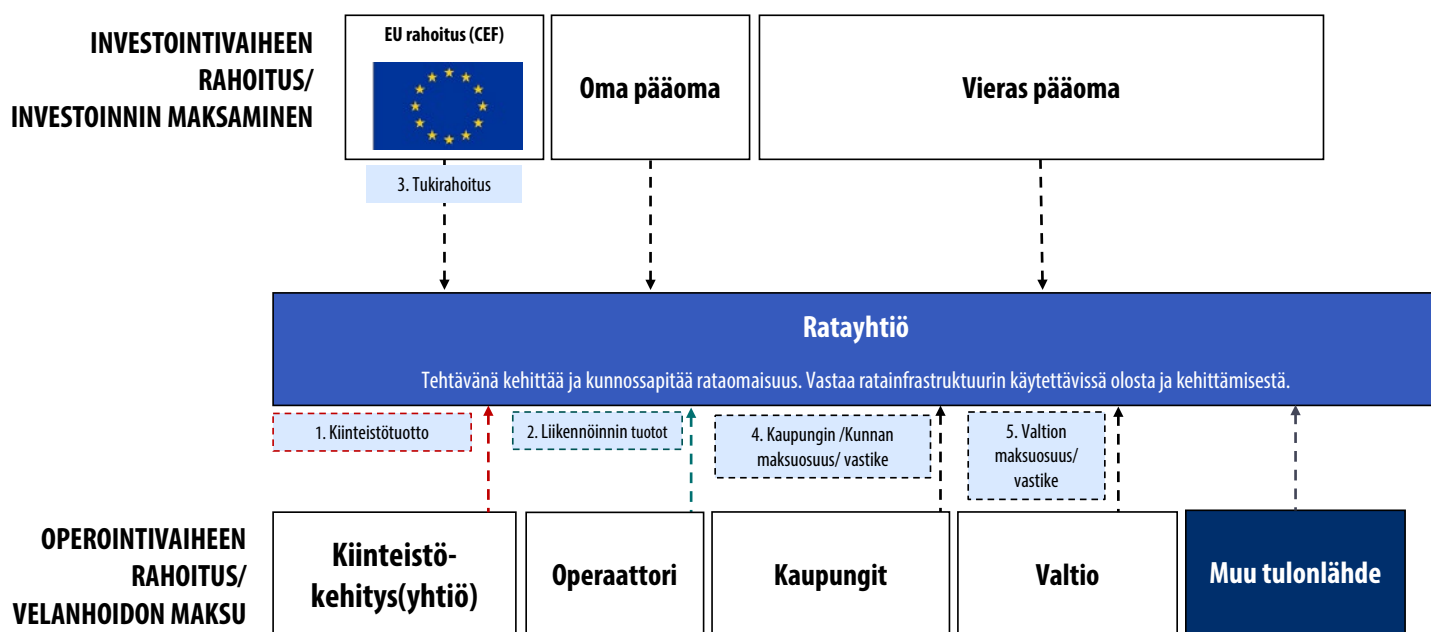 INVESTOINTIVAIHEEN
RAHOITUS/
INVESTOINNIN MAKSAMINEN
EU rahoitus (CEF)
Oma pääoma
Vieras pääoma
3. Tukirahoitus
Ratayhtiö
Tehtävänä kehittää ja kunnossapitää rataomaisuus. Vastaa ratainfrastruktuurin käytettävissä olosta ja kehittämisestä.
1. Kiinteistötuotto
2. Liikennöinnin tuotot
4. Kaupungin /Kunnan
maksuosuus/ vastike
5. Valtion
maksuosuus/
vastike
OPEROINTIVAIHEEN
RAHOITUS/
VELANHOIDON MAKSU
Kiinteistö-
kehitys(yhtiö)
Operaattori
Kaupungit
Valtio
Muu tulonlähde